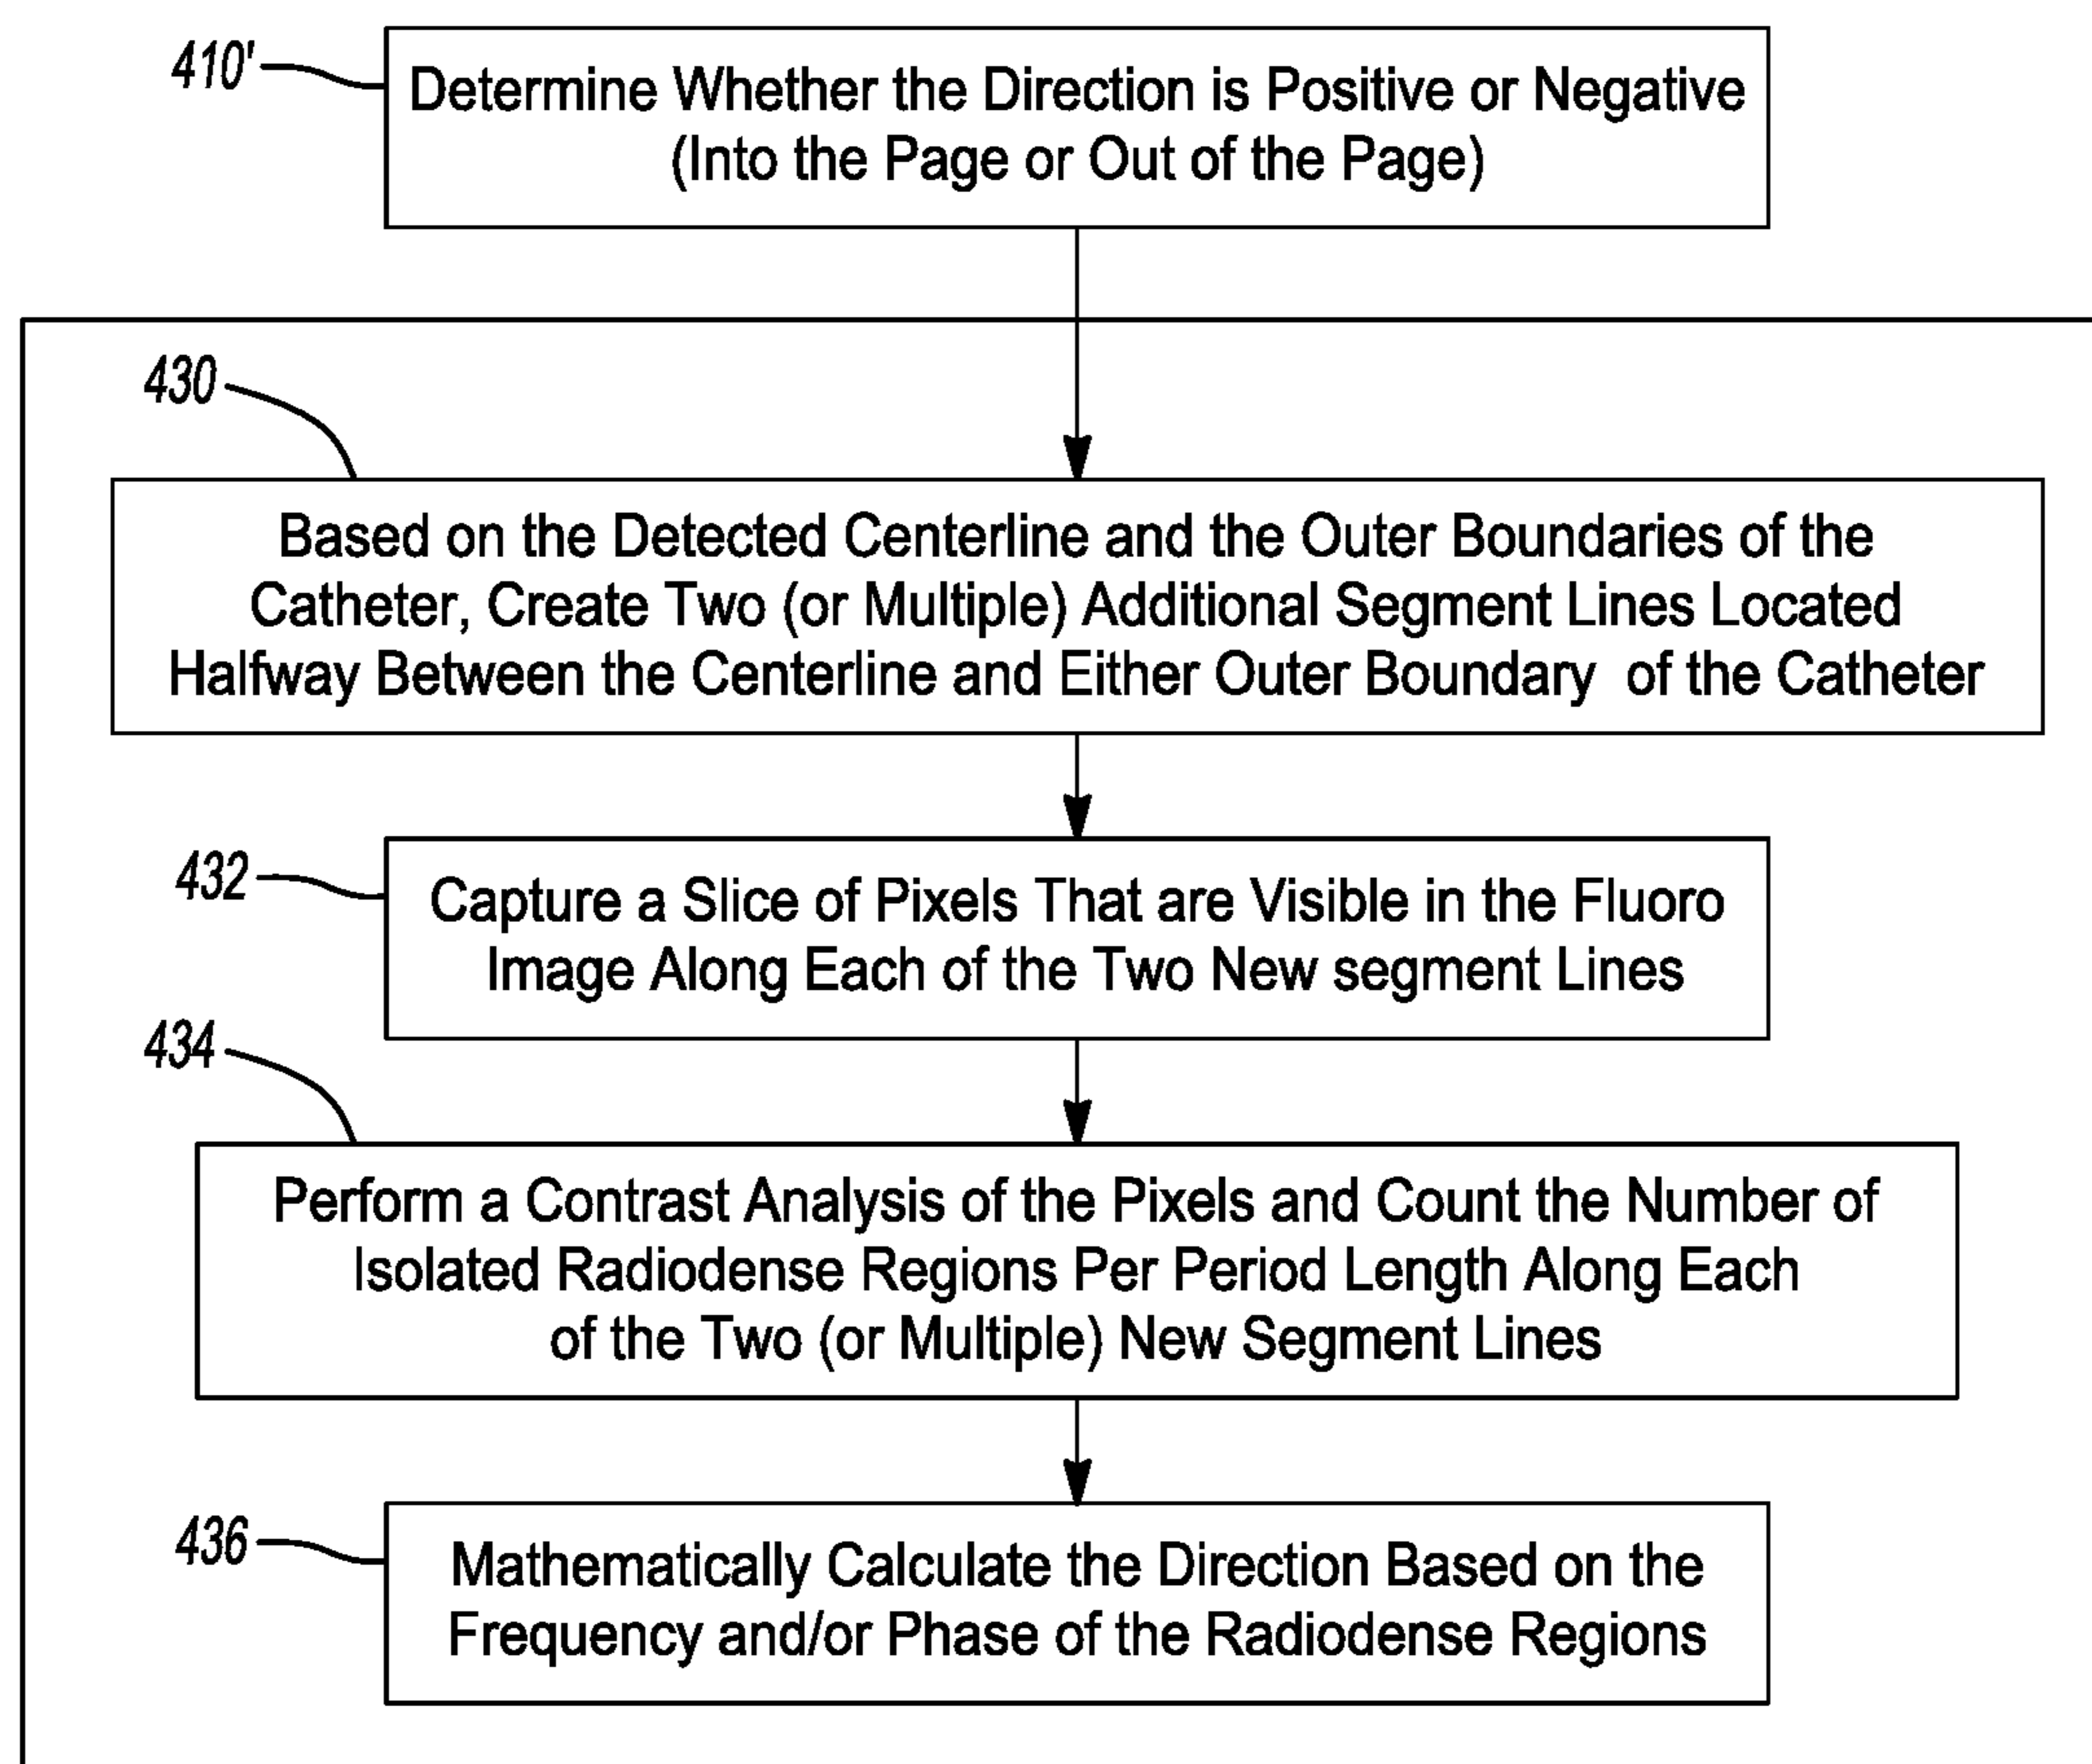 410'
Determine Whether the Direction is Positive or Negative
(Into the Page or Out of the Page)
430
Based on the Detected Centerline and the Outer Boundaries of the
Catheter, Create Two (or Multiple) Additional Segment Lines Located
Halfway Between the Centerline and Either Outer Boundary of the Catheter
432
Capture a Slice of Pixels That are Visible in the Fluoro
Image Along Each of the Two New segment Lines
434
Perform a Contrast Analysis of the Pixels and Count the Number of
Isolated Radiodense Regions Per Period Length Along Each
of the Two (or Multiple) New Segment Lines
436
Mathematically Calculate the Direction Based on the
Frequency and/or Phase of the Radiodense Regions